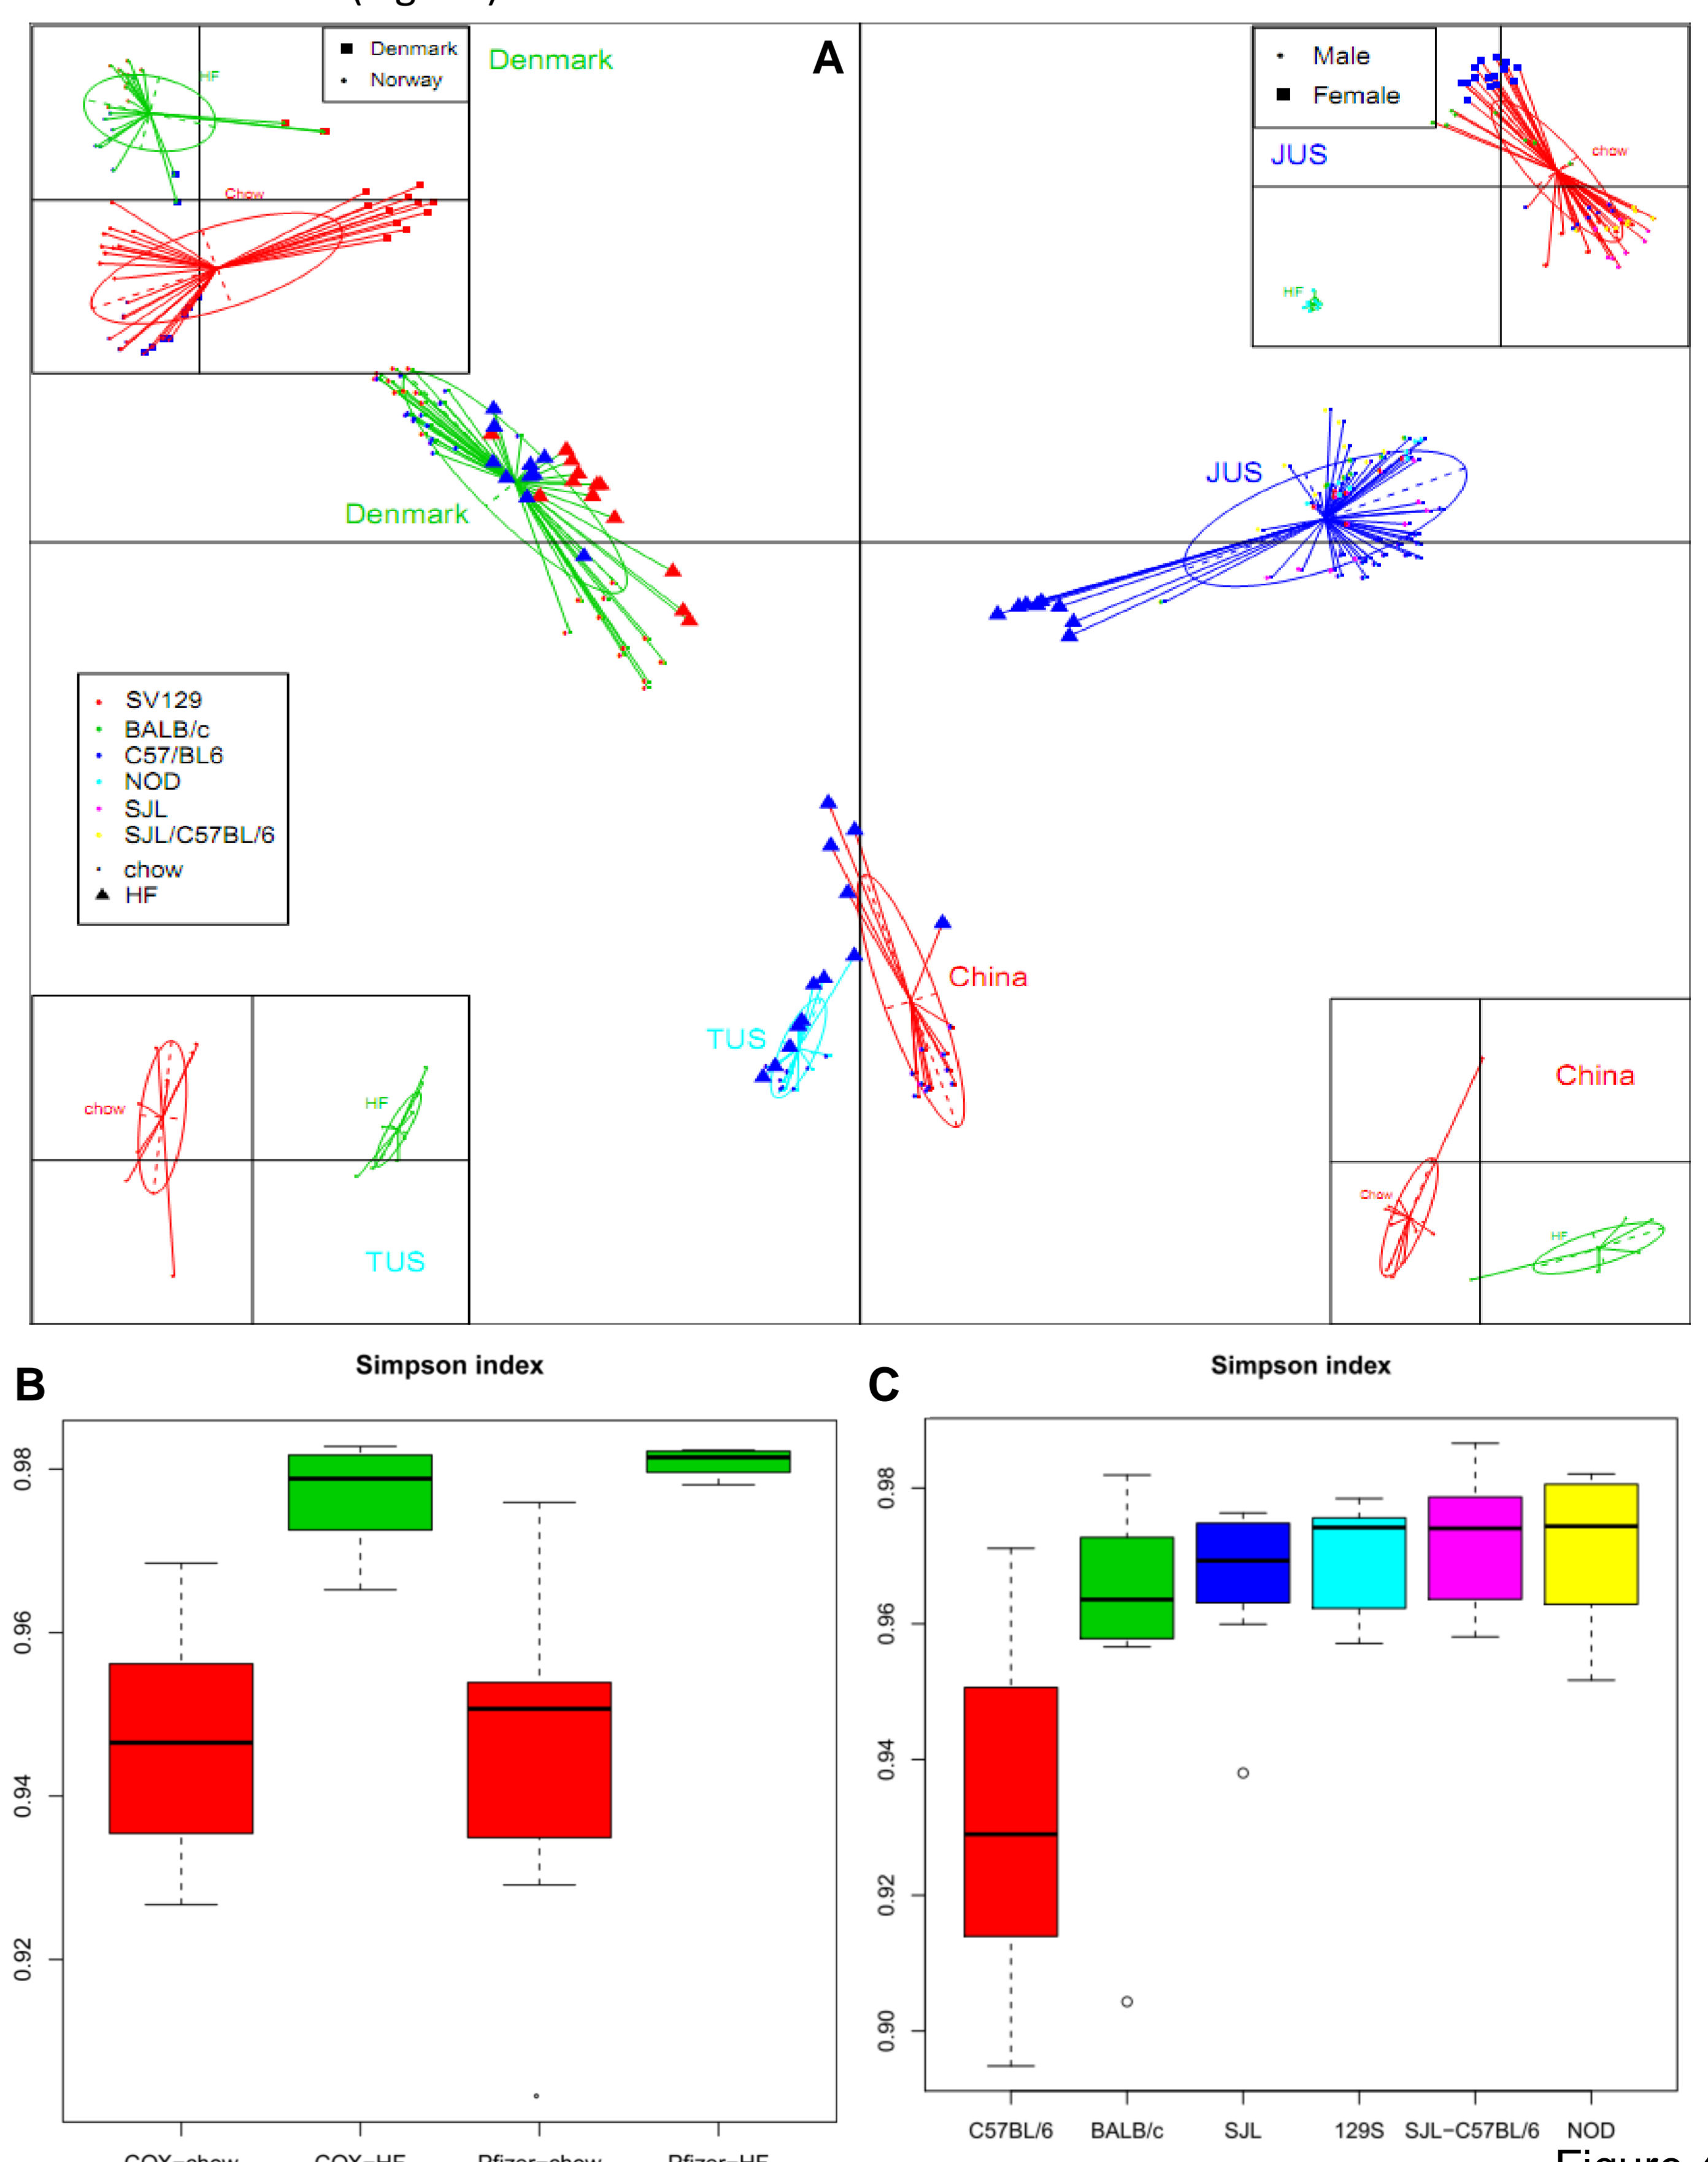 Denmark
Norway
Denmark
A
HF
Chow
Male
Female
JUS
chow
HF
Denmark
JUS
SV129
BALB/c
C57/BL6
NOD
SJL
SJL/C57BL/6
chow
HF
China
TUS
chow
HF
TUS
China
Chow
HF
B
Simpson index
0.98
0.96
0.94
0.92
C
Simpson index
0.98
0.96
0.94
0.92
0.90
C57BL/6 BALB/c SJL 129S SJL-C57BL/6 NOD